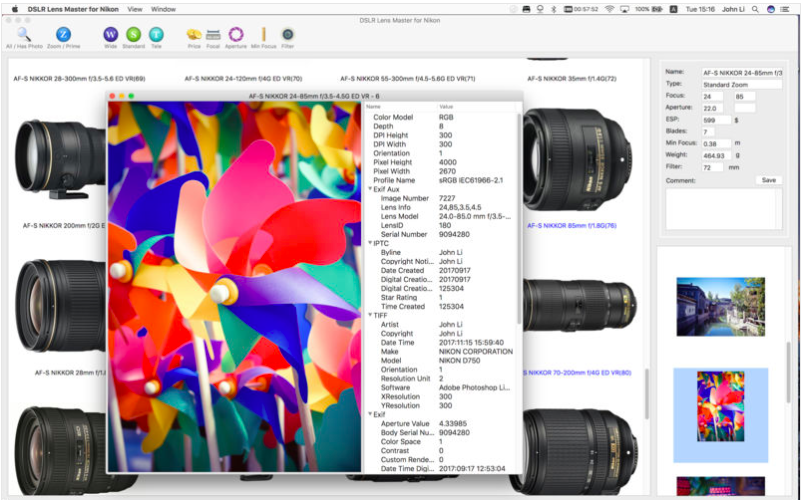 DSLR Lens Master for Nikon View Window 00:57:52 100% Tue 15:16 John Li
DSLR Lens Master for Nikon
W Z S T
All / Has Photo Zoom / Prime Wide Standard Tele Price Focal Aperture Min Focus Filter
AF-S NIKKOR 28-300mm f/3.5-5.6 ED VR(69) AF-S NIKKOR 24-120mm f/4G ED VR(70) AF-S NIKKOR 55-300mm f/4.5-5.6G ED VR(71) AF-S NIKKOR 35mm f/1.4G(72)
AF-S NIKKOR 24-85mm f/3.5-4.5G ED VR - 6
Name Value
Color Model RGB
Depth 8
DPI Height 300
DPI Width 300
Orientation 1
Pixel Height 4000
Pixel Width 2670
Profile Name sRGB IEC61966-2.1
Exif Aux
Image Number 7227
Lens Info 24,85,3.5,4.5
Lens Model 24.0-85.0 mm f/3.5-...
LensID 180
Serial Number 9094280
IPTC
Byline John Li
Copyright Noti... John Li
Date Created 20170917
Digital Creatio... 20170917
Digital Creatio... 125304
Star Rating 1
Time Created 125304
TIFF
Artist John Li
Copyright John Li
Date Time 2017:11:15 15:59:40
Make NIKON CORPORATION
Model NIKON D750
Orientation 1
Resolution Unit 2
Software Adobe Photoshop Li...
XResolution 300
YResolution 300
Exif
Aperture Value 4.33985
Body Serial Nu... 9094280
Color Space 1
Contrast 0
Custom Rende... 0
Date Time Digi... 2017:09:17 12:53:04
AF-S NIKKOR 200mm f/2G E
AF-S NIKKOR 85mm f/1.8G(76)
AF-S NIKKOR 28mm f/1.
S NIKKOR 70-200mm f/4G ED VR(80)
Name: AF-S NIKKOR 24-85mm f/3
Type: Standard Zoom
Focus: 24 85
Aperture: 22.0
ESP: 599 $
Blades: 7
Min Focus: 0.38 m
Weight: 464.93 g
Filter: 72 mm
Comment: Save